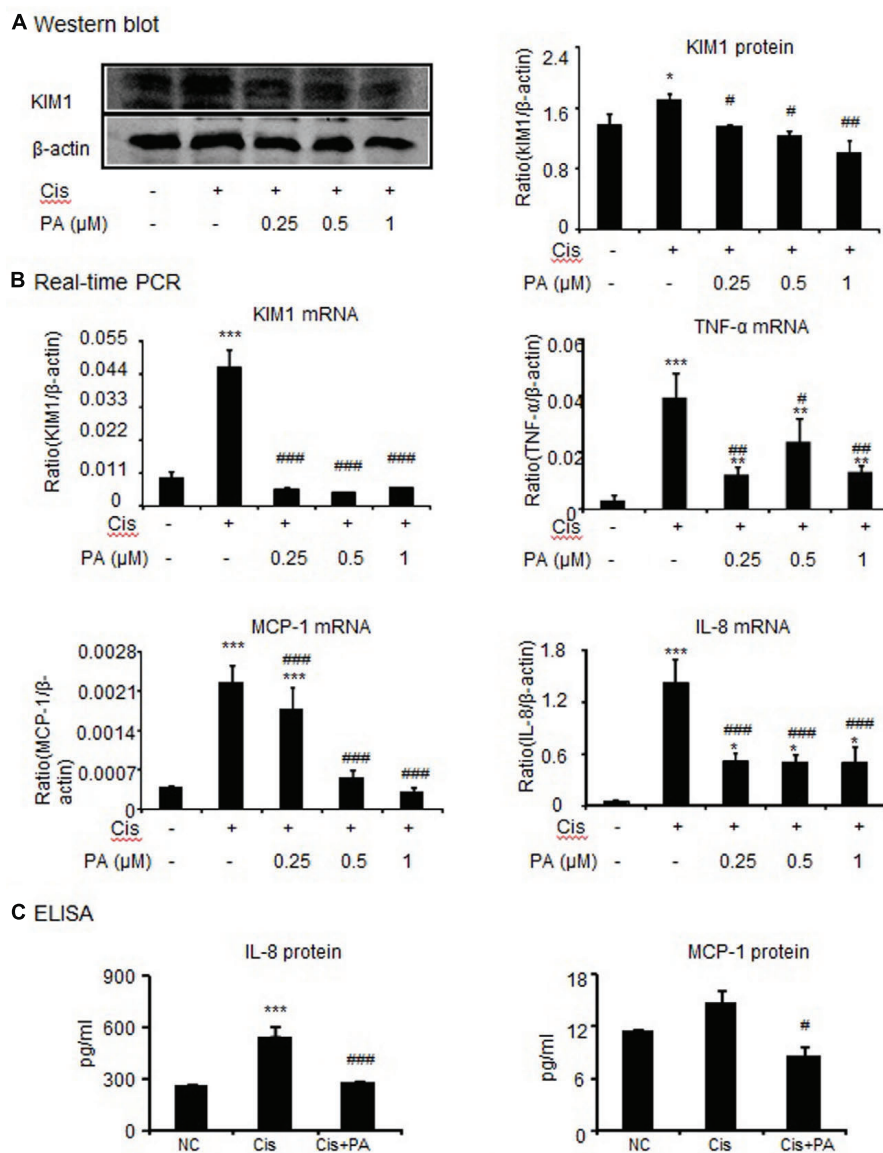 A Western blot
KIM1
β-actin
Cis - + + + +
PA (μM) - - 0.25 0.5 1
KIM1 protein
Ratio(kIM1/β-actin)
2.4
1.6
0.8
0
* # # ##
Cis - + + + +
PA (μM) - - 0.25 0.5 1
B Real-time PCR
KIM1 mRNA
Ratio(KIM1/β-actin)
0.055
0.044
0.033
0.022
0.011
0
*** ### ### ###
Cis - + + + +
PA (μM) - - 0.25 0.5 1
TNF-α mRNA
Ratio(TNF-α/β-actin)
0.06
0.04
0.02
0
*** ## # ##
** ** **
Cis - + + + +
PA (μM) - - 0.25 0.5 1
MCP-1 mRNA
Ratio(MCP-1/β-
actin)
0.0028
0.0021
0.0014
0.0007
0
*** ### ### ###
***
Cis - + + + +
PA (μM) - - 0.25 0.5 1
IL-8 mRNA
Ratio(IL-8/β-actin)
1.8
1.2
0.6
0
*** ### ### ###
* * *
Cis - + + + +
PA (μM) - - 0.25 0.5 1
C ELISA
IL-8 protein
pg/ml
900
600
300
0
*** ###
NC Cis Cis+PA
MCP-1 protein
pg/ml
18
12
6
0
#
NC Cis Cis+PA